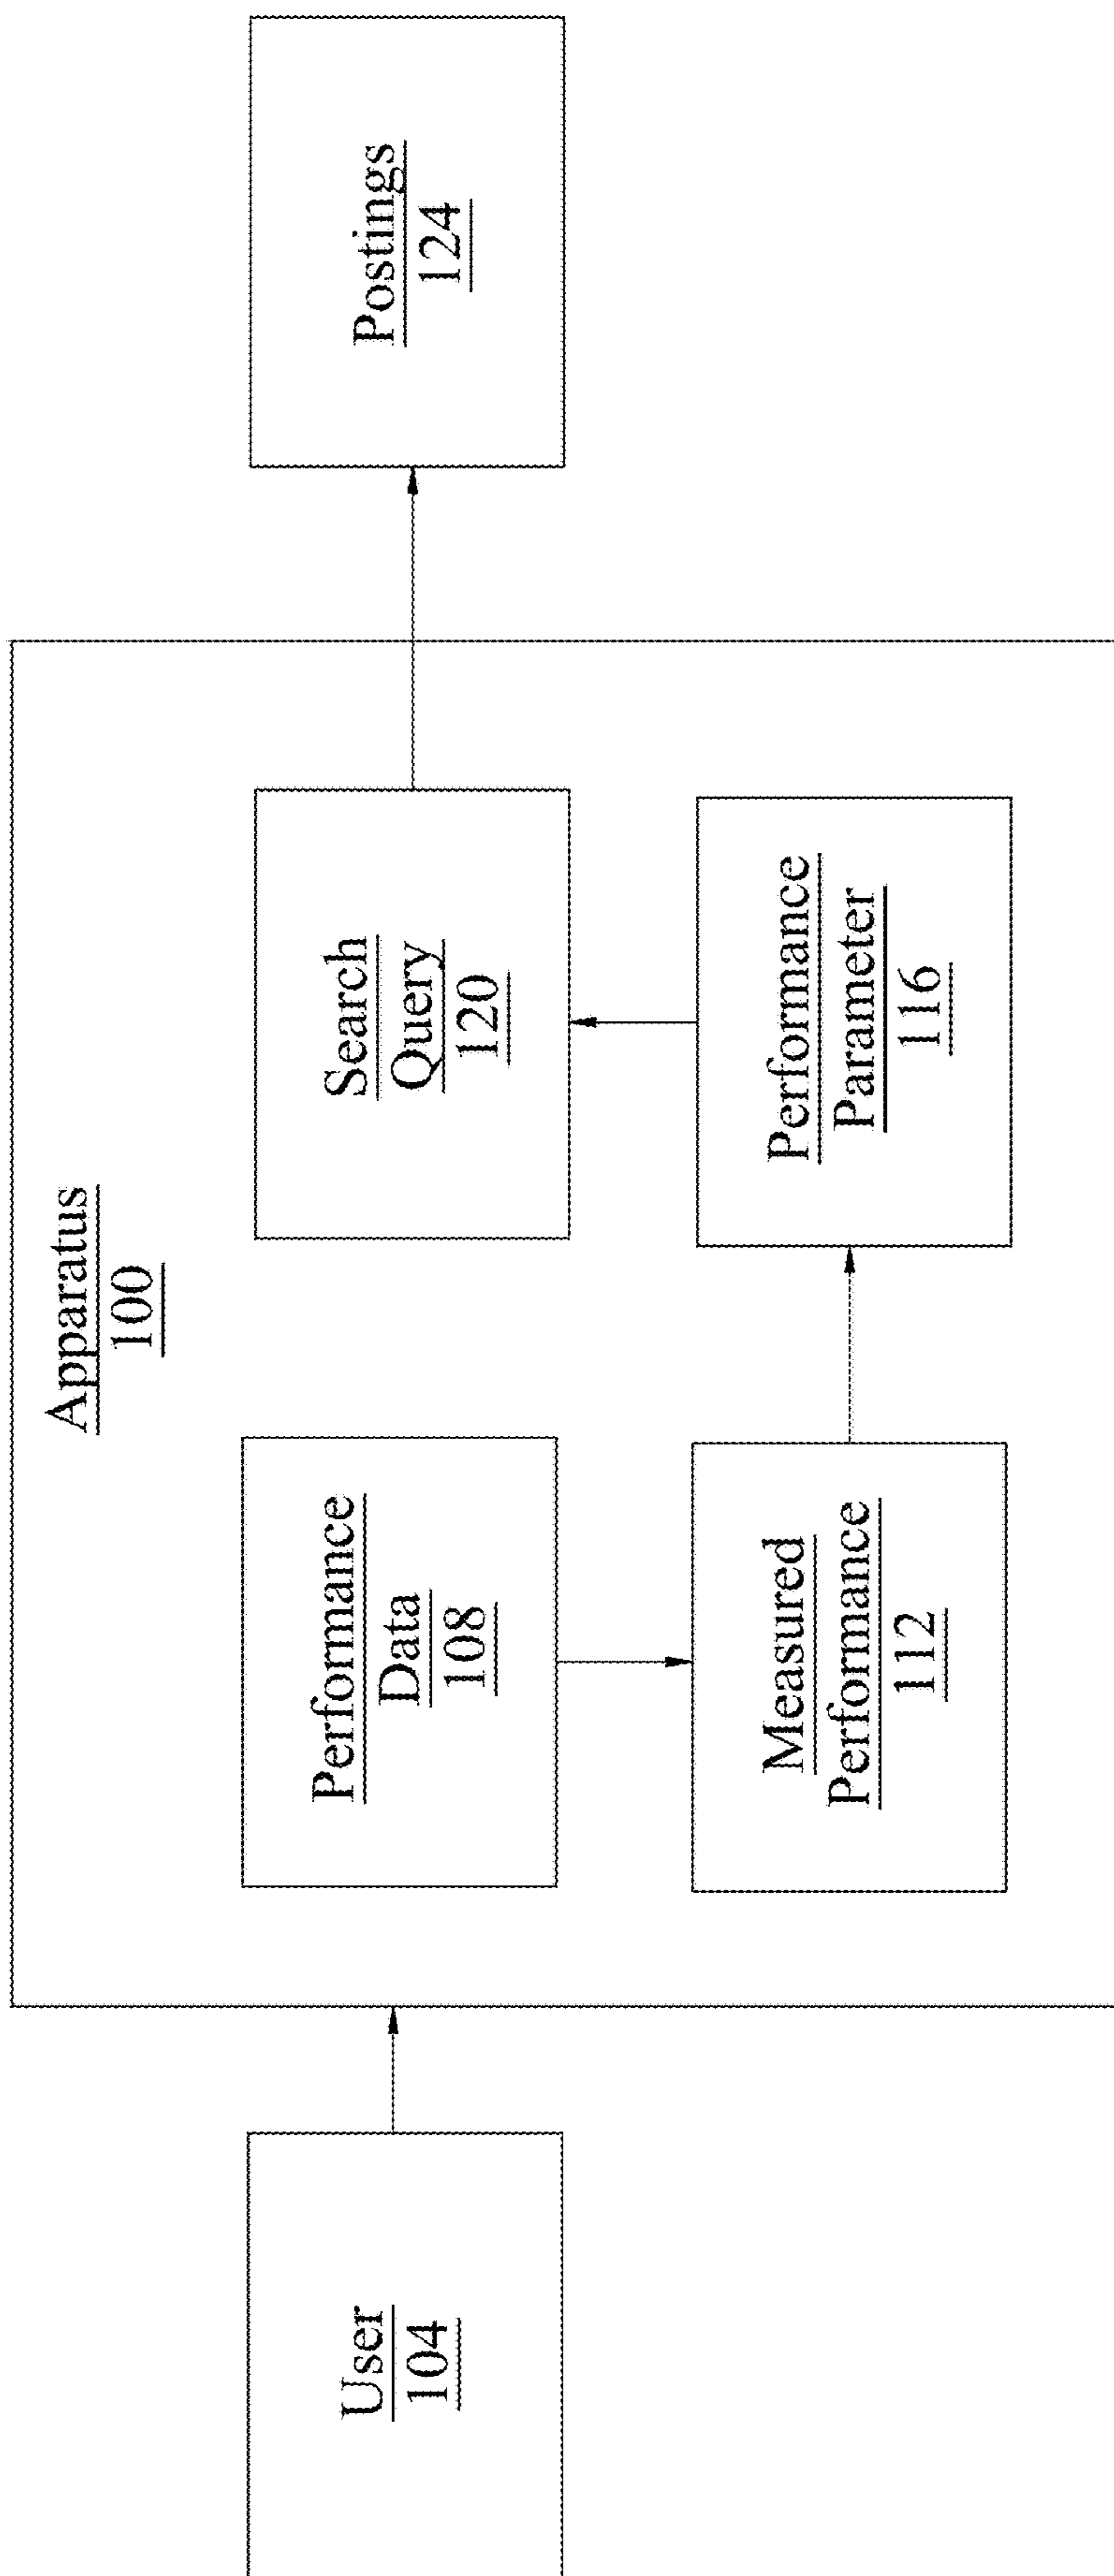 Apparatus
100
User
104
Performance
Data
108
Measured
Performance
112
Performance
Parameter
116
Search
Query
120
Postings
124